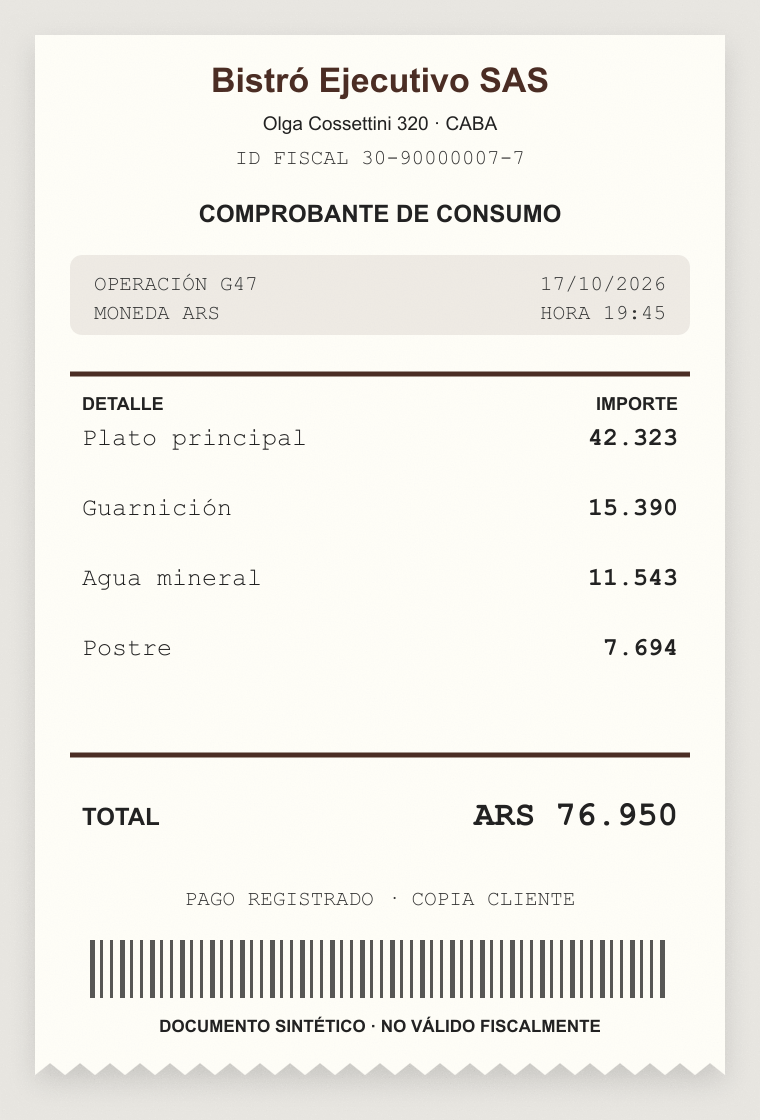 Bistró Ejecutivo SAS
Olga Cossettini 320 · CABA
ID FISCAL 30-90000007-7
COMPROBANTE DE CONSUMO
OPERACIÓN G47 17/10/2026
MONEDA ARS HORA 19:45
DETALLE IMPORTE
Plato principal 42.323
Guarnición 15.390
Agua mineral 11.543
Postre 7.694
TOTAL ARS 76.950
PAGO REGISTRADO · COPIA CLIENTE
DOCUMENTO SINTÉTICO · NO VÁLIDO FISCALMENTE